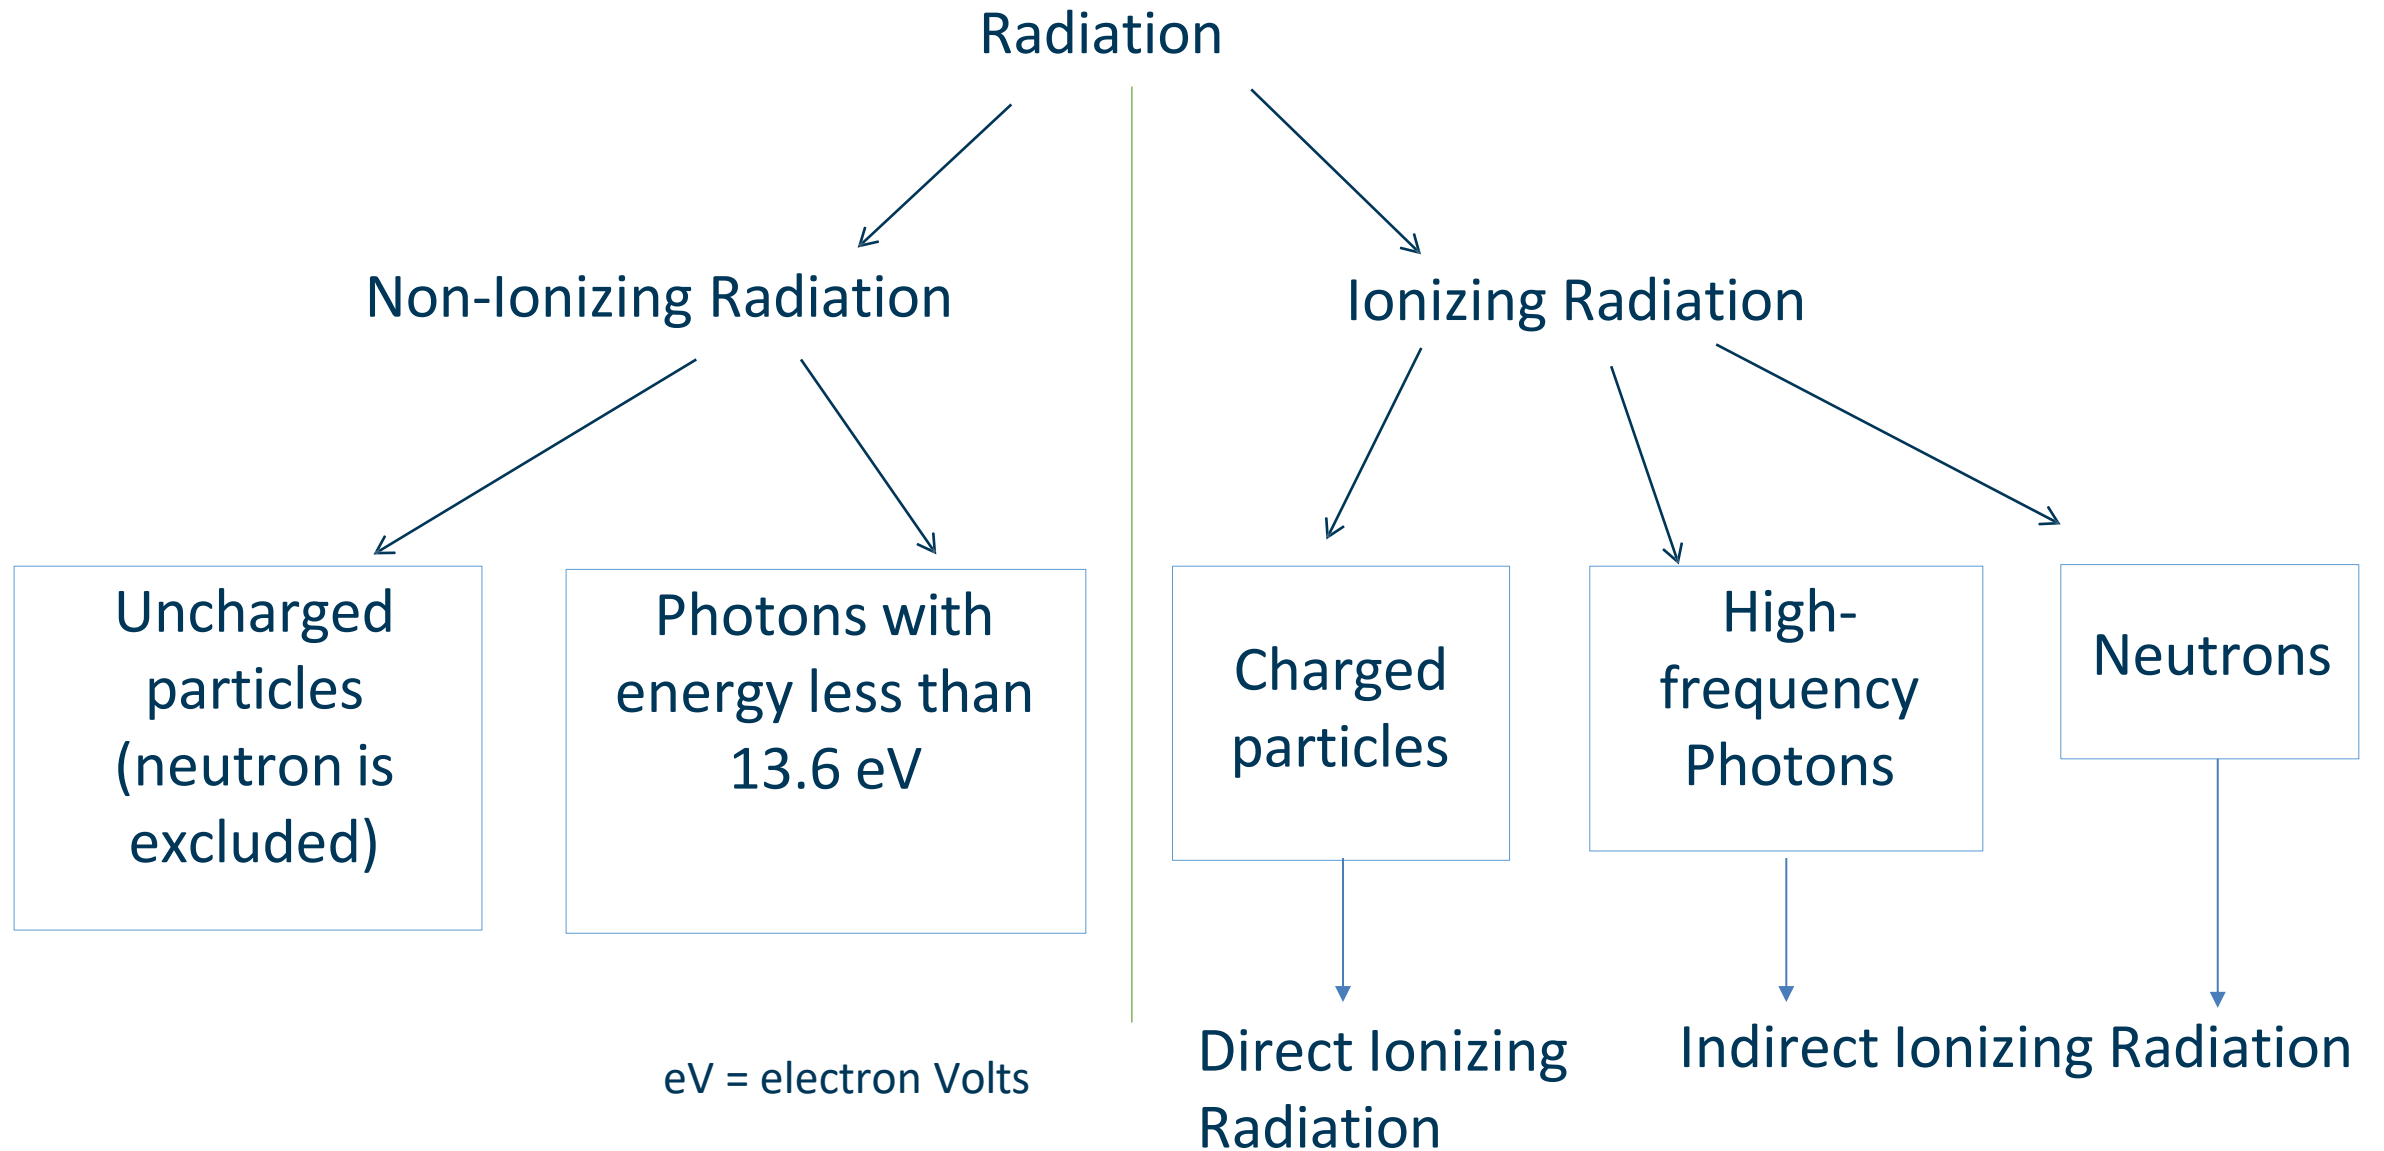 Radiation
Non-Ionizing Radiation
Ionizing Radiation
Uncharged
particles
(neutron is
excluded)
Photons with
energy less than
13.6 eV
Charged
particles
High-
frequency
Photons
Neutrons
eV = electron Volts
Direct Ionizing
Radiation
Indirect Ionizing Radiation